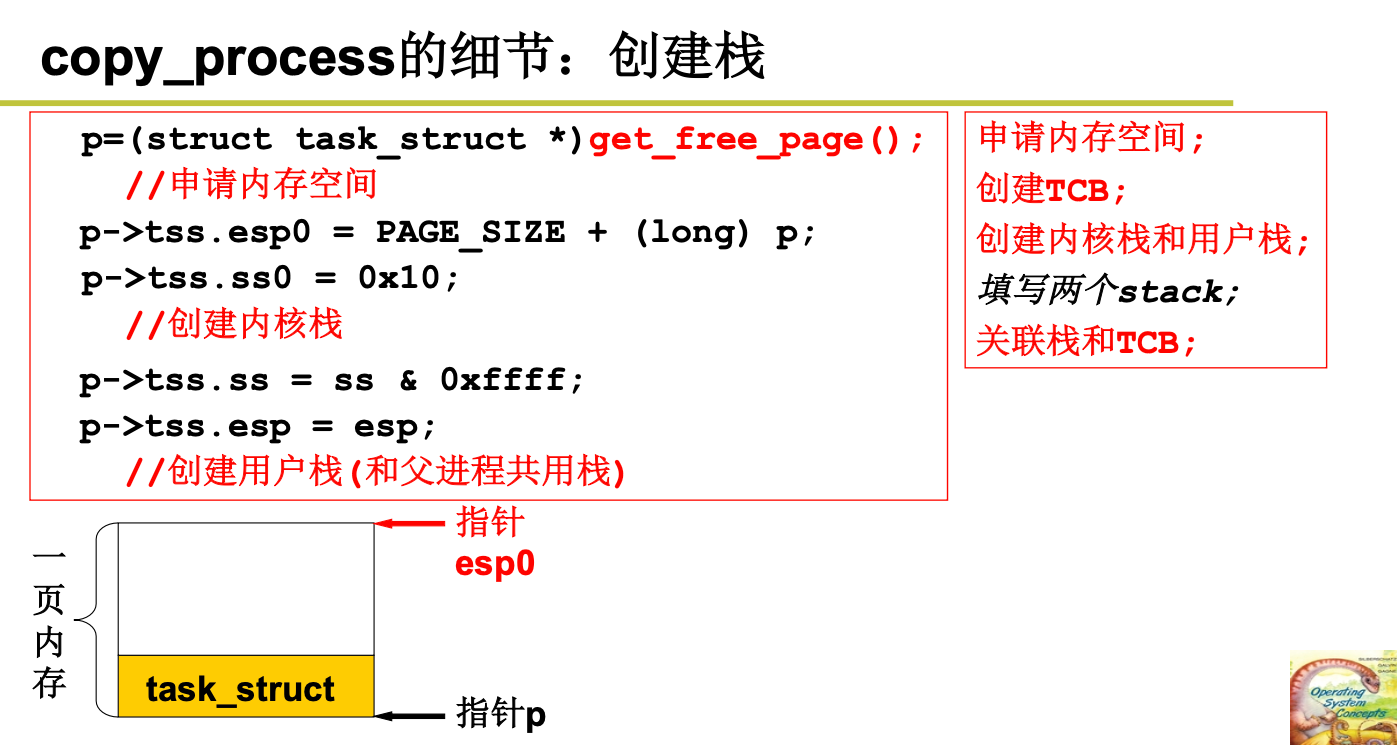 copy_process的细节：创建栈
p=(struct task_struct *)get_free_page();
//申请内存空间
p->tss.esp0 = PAGE_SIZE + (long) p;
p->tss.ss0 = 0x10;
//创建内核栈
p->tss.ss = ss & 0xffff;
p->tss.esp = esp;
//创建用户栈(和父进程共用栈)
申请内存空间;
创建TCB;
创建内核栈和用户栈;
填写两个stack;
关联栈和TCB;
一
页
内
存
指针
esp0
task_struct
指针p
Operating
System
Concepts